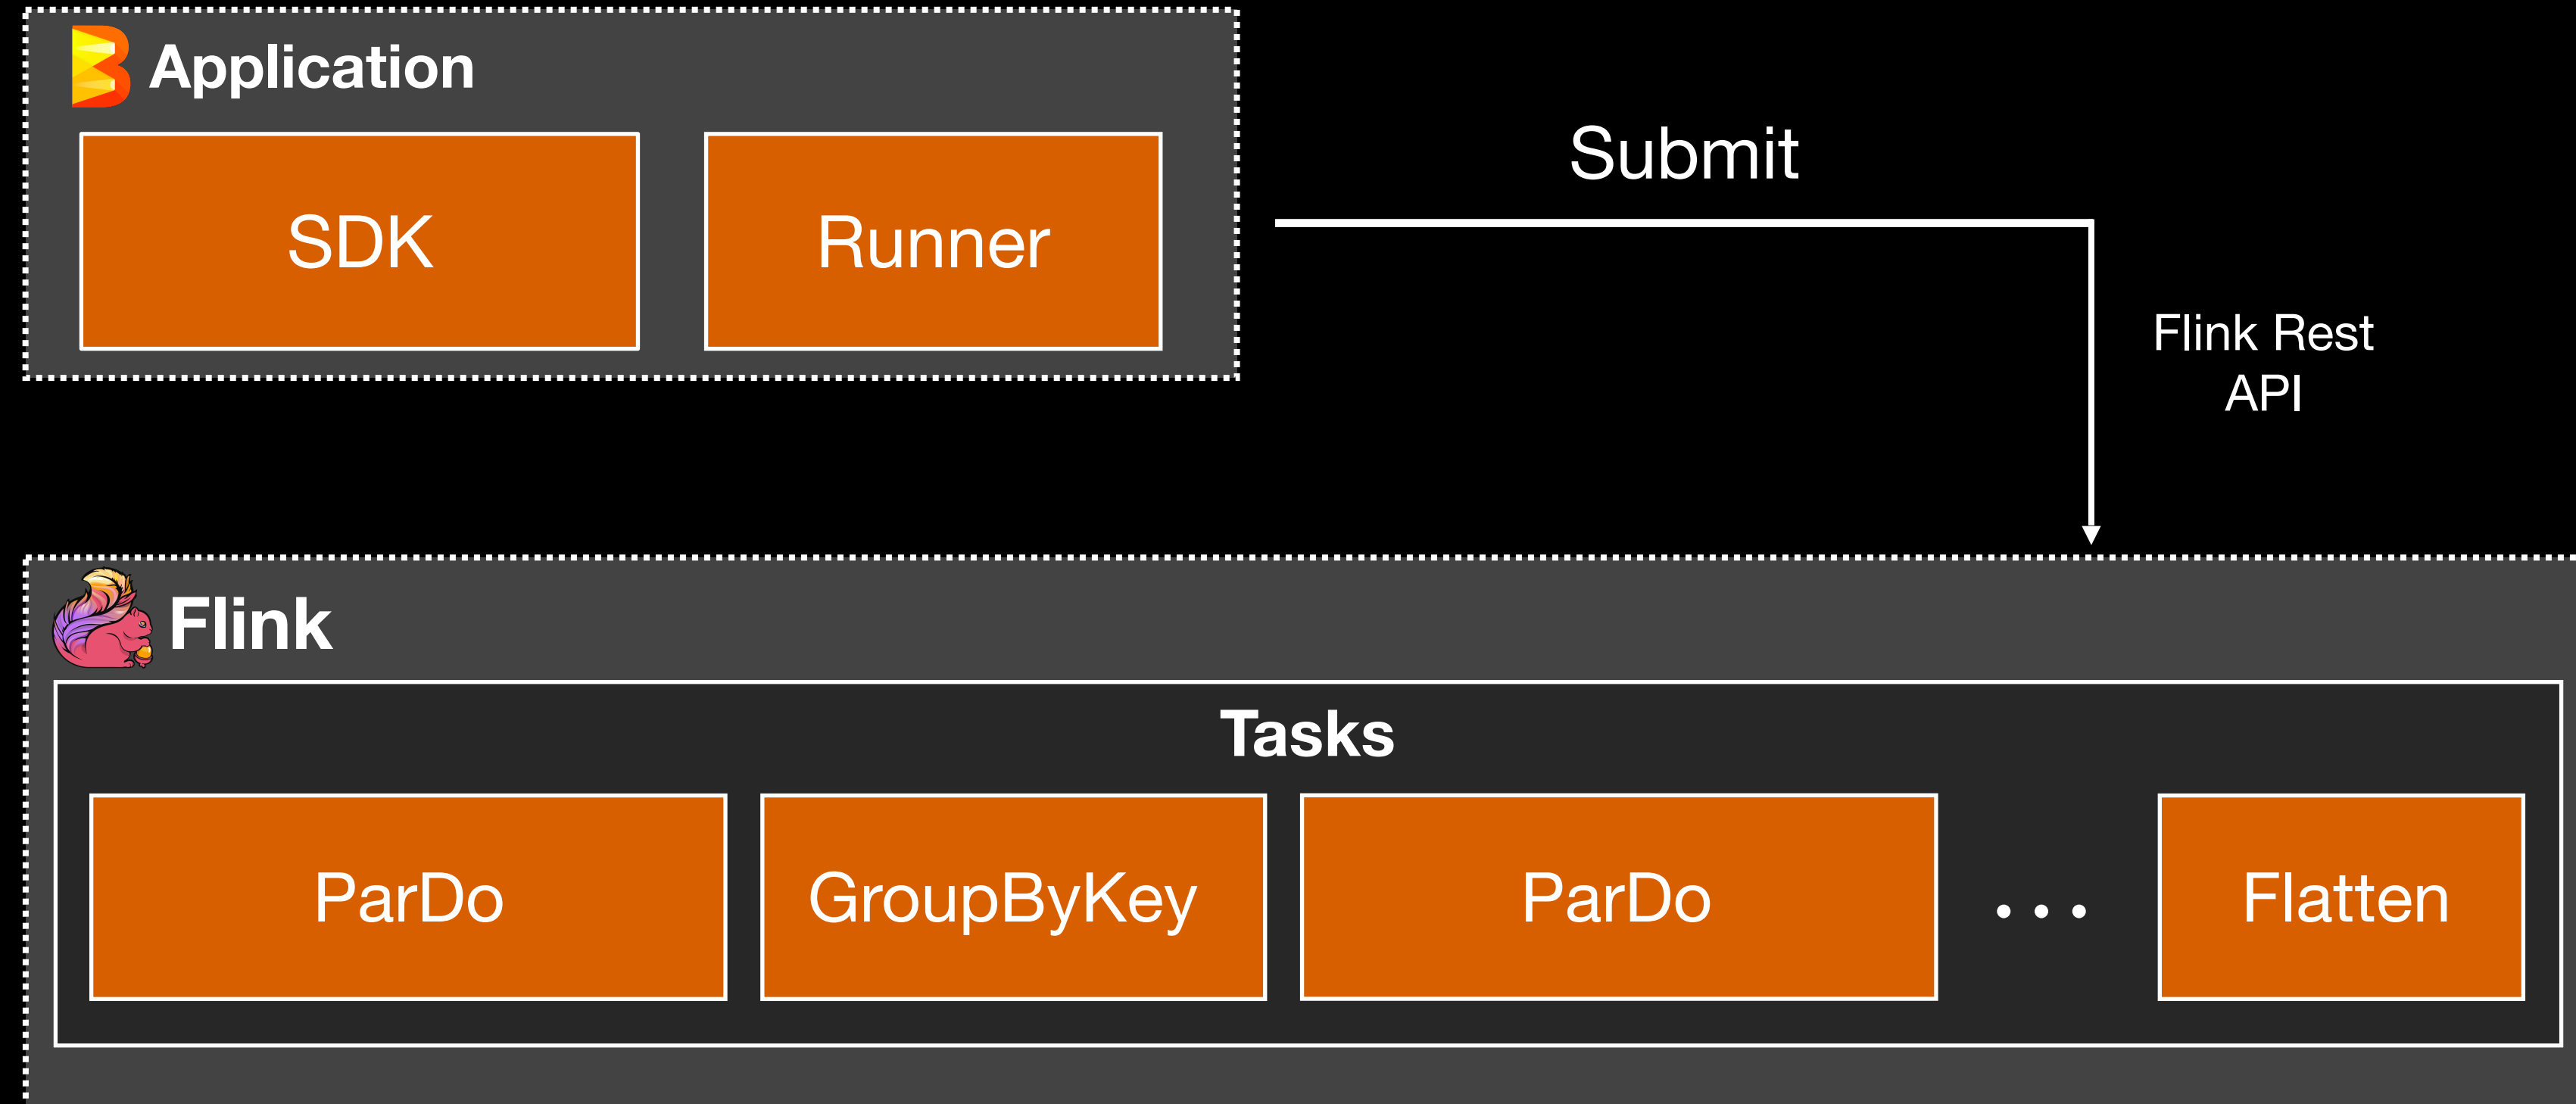 Application
SDK
Runner
Submit
Flink Rest
API
Flink
Tasks
ParDo
GroupByKey
ParDo
...
Flatten